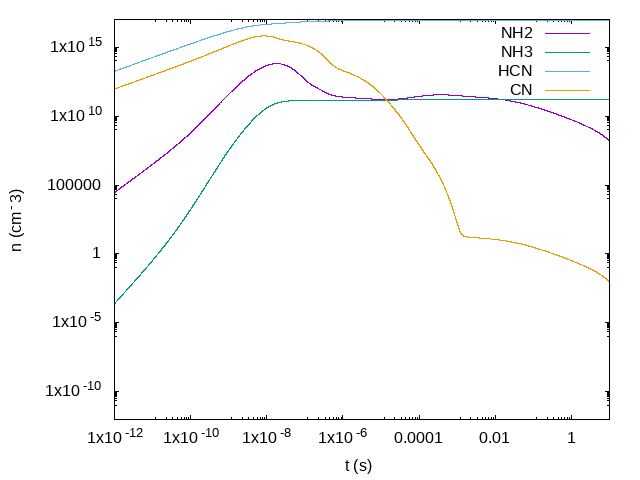 NH2
NH3
HCN
CN
1x10^15
1x10^10
100000
1
1x10^-5
1x10^-10
n (cm^-3)
1x10^-12 1x10^-10 1x10^-8 1x10^-6 0.0001 0.01 1
t (s)